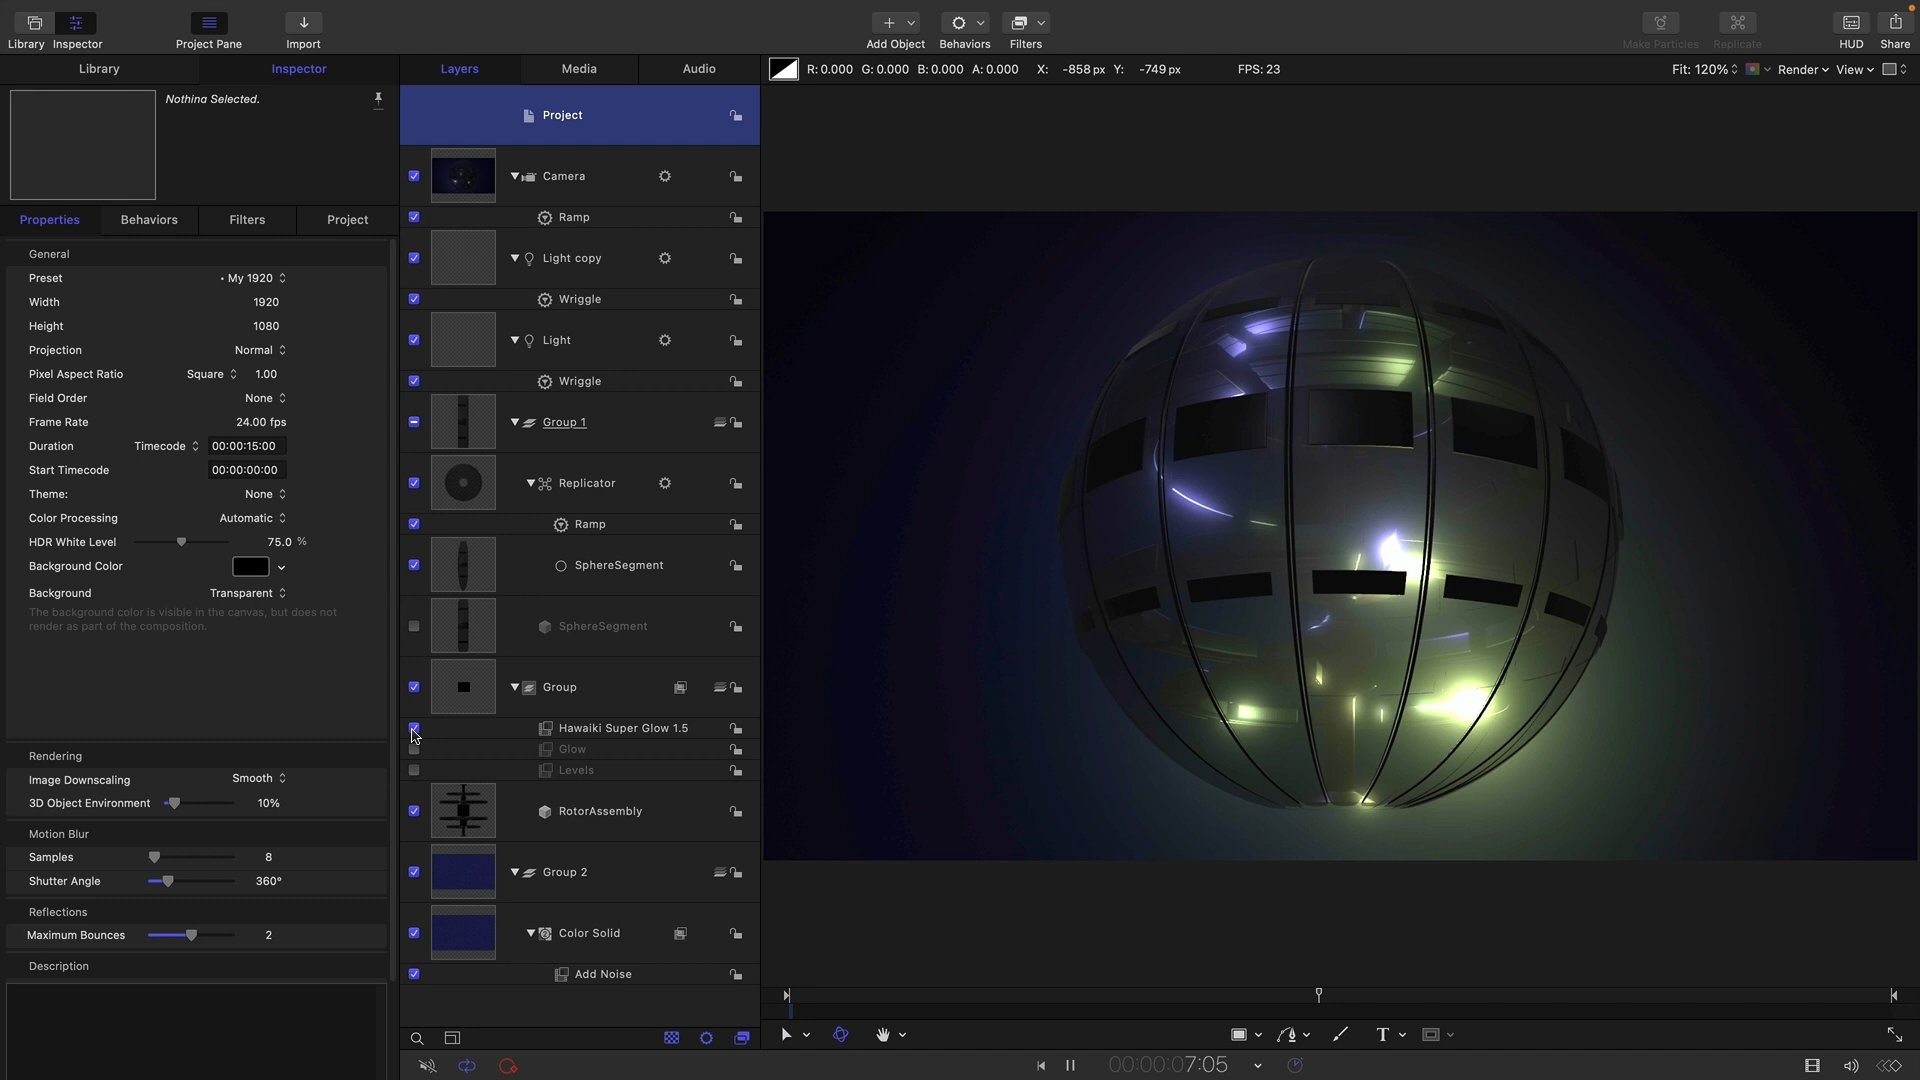 Library Inspector Project Pane Import Add Object Behaviors Filters Make Particles Replicate HUD Share
Library Inspector Layers Media Audio R: 0.000 G: 0.000 B: 0.000 A: 0.000 X: -858 px Y: -749 px FPS: 23 Fit: 120% Render View
Nothing Selected.
Properties Behaviors Filters Project
General
Preset • My 1920
Width 1920
Height 1080
Projection Normal
Pixel Aspect Ratio Square 1.00
Field Order None
Frame Rate 24.00 fps
Duration Timecode 00:00:15:00
Start Timecode 00:00:00:00
Theme: None
Color Processing Automatic
HDR White Level 75.0 %
Background Color
Background Transparent
The background color is visible in the canvas, but does not
render as part of the composition.
Rendering
Image Downscaling Smooth
3D Object Environment 10%
Motion Blur
Samples 8
Shutter Angle 360°
Reflections
Maximum Bounces 2
Description
Project
Camera
Ramp
Light copy
Wriggle
Light
Wriggle
Group 1
Replicator
Ramp
SphereSegment
SphereSegment
Group
Hawaiki Super Glow 1.5
Glow
Levels
RotorAssembly
Group 2
Color Solid
Add Noise
T
00:00:07:05